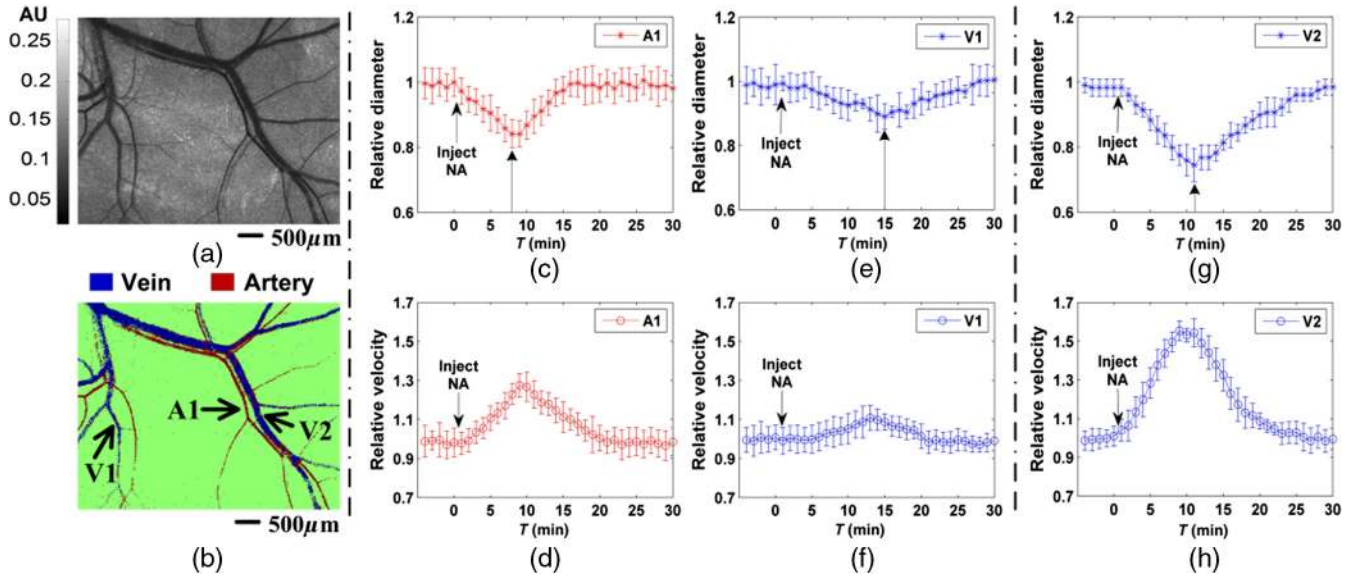 AU
0.25
0.2
0.15
0.1
0.05
(a)
500μm
Vein Artery
A1
V2
V1
500μm
(b)
1.2
1
0.8
0.6
Relative diameter
A1
Inject
NA
0 5 10 15 20 25 30
T (min)
(c)
1.7
1.5
1.3
1.1
0.9
0.7
Relative velocity
A1
Inject
NA
0 5 10 15 20 25 30
T (min)
(d)
1.2
1
0.8
0.6
Relative diameter
V1
Inject
NA
0 5 10 15 20 25 30
T (min)
(e)
1.7
1.5
1.3
1.1
0.9
0.7
Relative velocity
V1
Inject
NA
0 5 10 15 20 25 30
T (min)
(f)
1.2
1
0.8
0.6
Relative diameter
V2
Inject
NA
0 5 10 15 20 25 30
T (min)
(g)
1.7
1.5
1.3
1.1
0.9
0.7
Relative velocity
V2
Inject
NA
0 5 10 15 20 25 30
T (min)
(h)